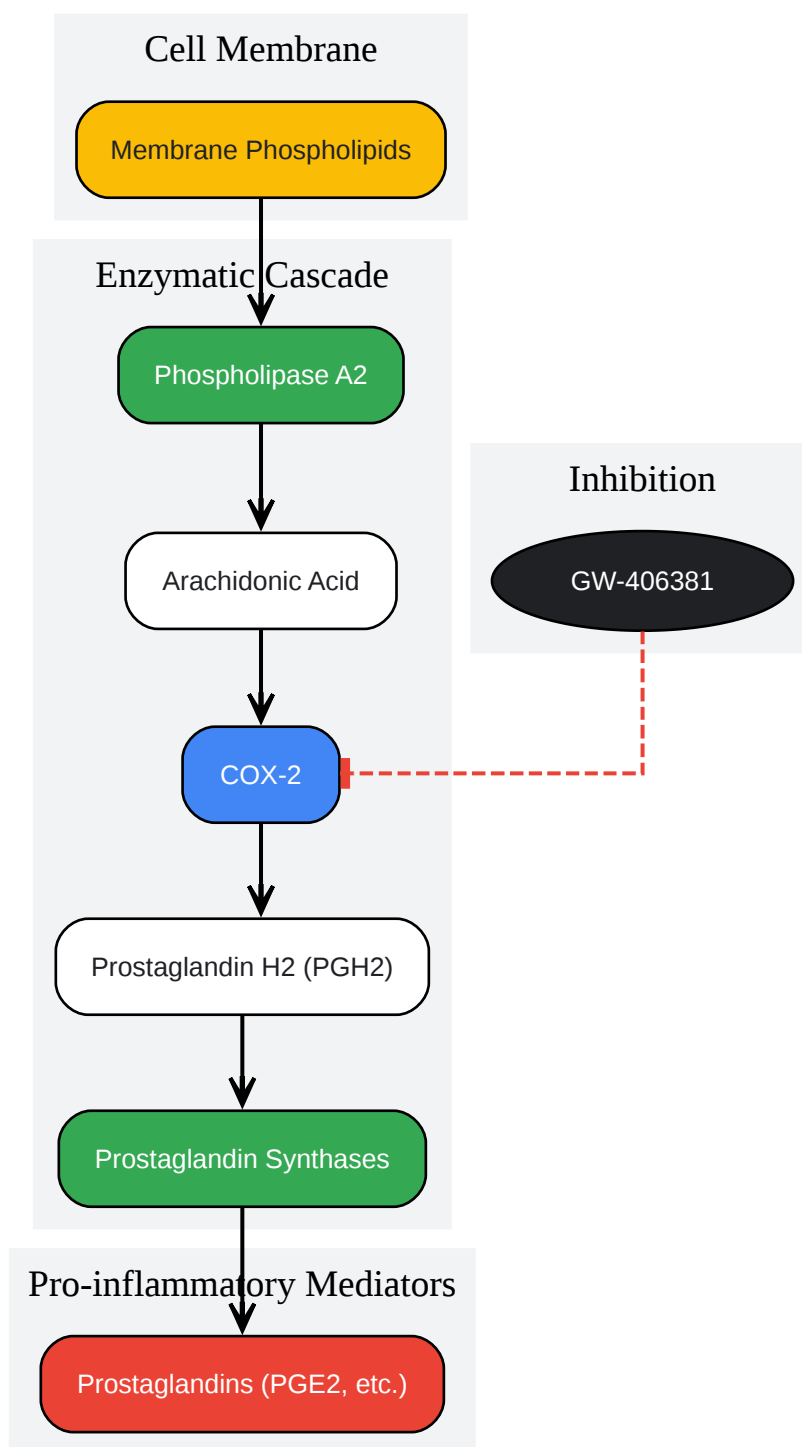 Cell Membrane
Membrane Phospholipids
Enzymatic Cascade
Phospholipase A2
Arachidonic Acid
Inhibition
GW-406381
COX-2
Prostaglandin H2 (PGH2)
Prostaglandin Synthases
Pro-inflammatory Mediators
Prostaglandins (PGE2, etc.)